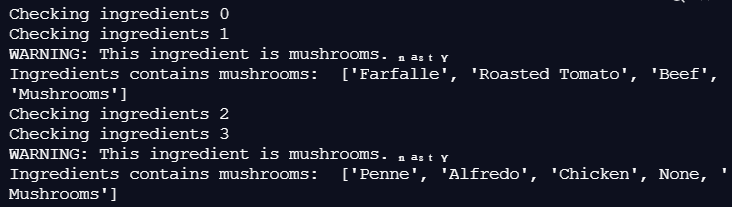 Checking ingredients 0
Checking ingredients 1
WARNING: This ingredient is mushrooms. ₙ ₐₛ ₜ ᵧ
Ingredients contains mushrooms:  ['Farfalle', 'Roasted Tomato', 'Beef',
'Mushrooms']
Checking ingredients 2
Checking ingredients 3
WARNING: This ingredient is mushrooms. ₙ ₐₛ ₜ ᵧ
Ingredients contains mushrooms:  ['Penne', 'Alfredo', 'Chicken', None, '
Mushrooms']